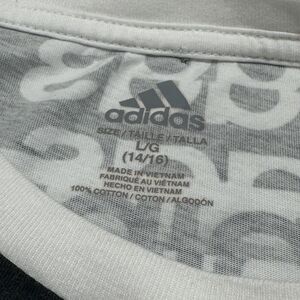 adidas
SIZE / TAILLE / TALLA
L/G
(14/16)
MADE IN VIETNAM
FABRIQUÉ AU VIETNAM
HECHO EN VIETNAM
100% COTTON / COTON / ALGODÓN